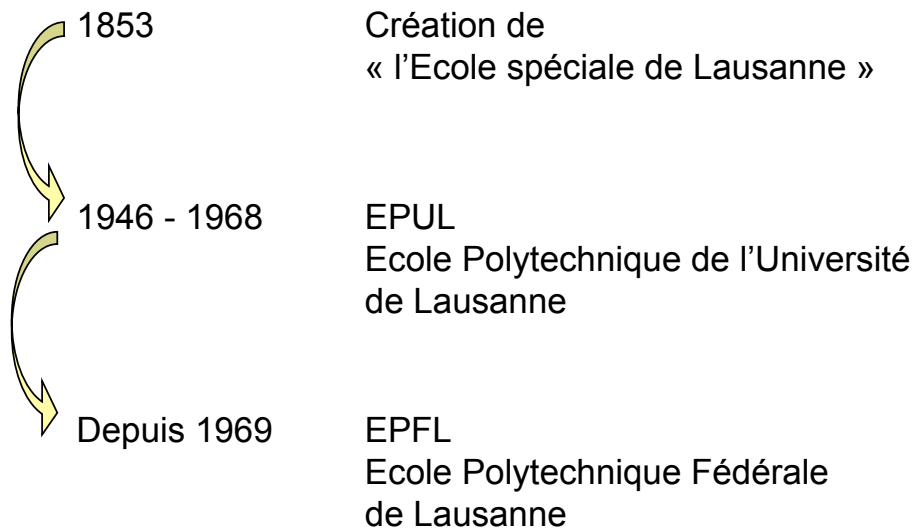 1853 Création de
« l’Ecole spéciale de Lausanne »
1946 - 1968 EPUL
Ecole Polytechnique de l’Université
de Lausanne
Depuis 1969 EPFL
Ecole Polytechnique Fédérale
de Lausanne